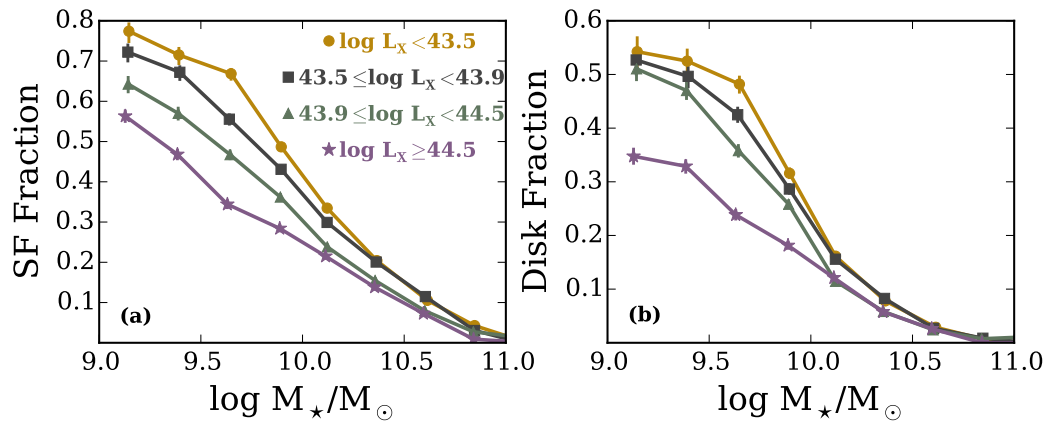 SF Fraction
0.8
0.7
0.6
0.5
0.4
0.3
0.2
0.1
log L_X <43.5
43.5 ≤log L_X <43.9
43.9 ≤log L_X <44.5
log L_X ≥44.5
(a)
9.0 9.5 10.0 10.5 11.0
log M⋆/M⊙
Disk Fraction
0.6
0.5
0.4
0.3
0.2
0.1
(b)
9.0 9.5 10.0 10.5 11.0
log M⋆/M⊙